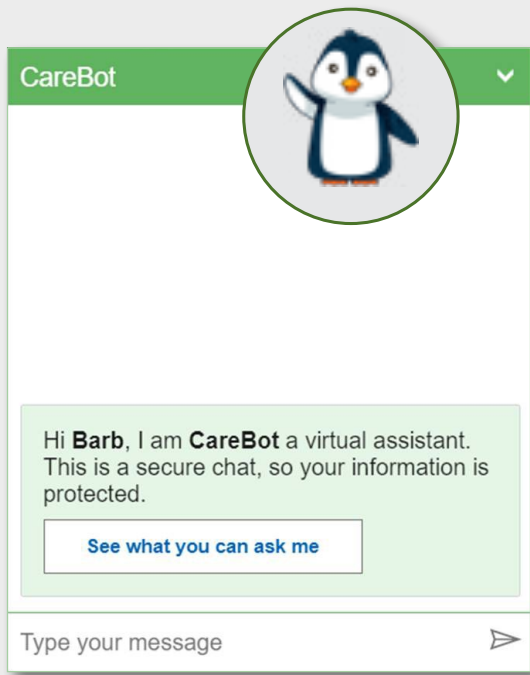 CareBot
Hi Barb, I am CareBot a virtual assistant.
This is a secure chat, so your information is
protected.
See what you can ask me
Type your message